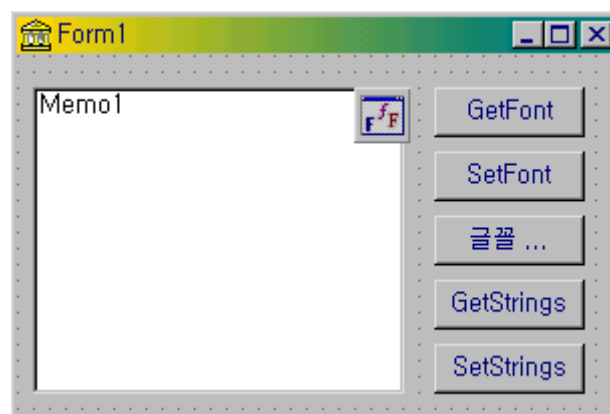 Form1
Memo1
GetFont
SetFont
글꼴 ...
GetStrings
SetStrings